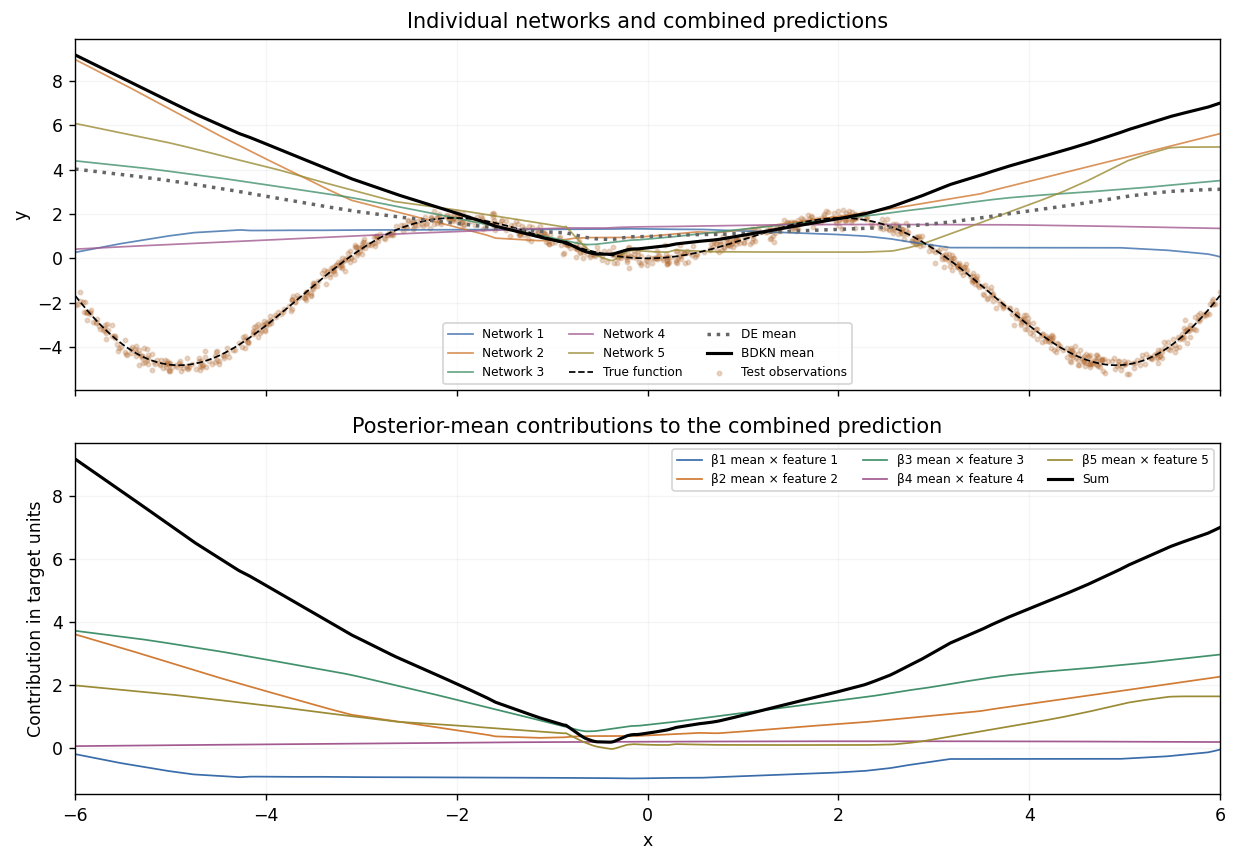 Individual networks and combined predictions
8
6
4
2
0
−2
−4
y
Network 1
Network 2
Network 3
Network 4
Network 5
True function
DE mean
BDKN mean
Test observations
Posterior-mean contributions to the combined prediction
8
6
4
2
0
Contribution in target units
β1 mean × feature 1
β2 mean × feature 2
β3 mean × feature 3
β4 mean × feature 4
β5 mean × feature 5
Sum
−6
−4
−2
0
2
4
6
x